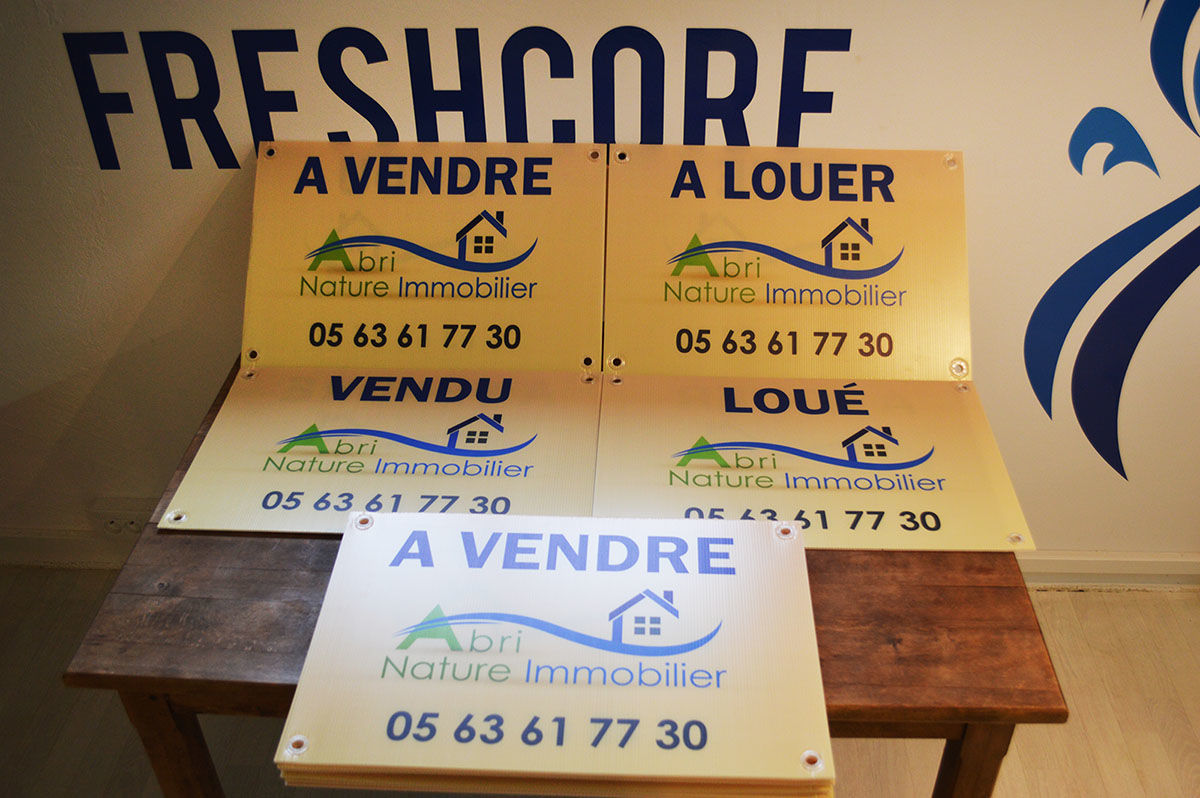 FRESHCORE
A VENDRE
Abri
Nature Immobilier
05 63 61 77 30
A LOUER
Abri
Nature Immobilier
05 63 61 77 30
VENDU
Abri
Nature Immobilier
05 63 61 77 30
LOUÉ
Abri
Nature Immobilier
05 63 61 77 30
A VENDRE
Abri
Nature Immobilier
05 63 61 77 30